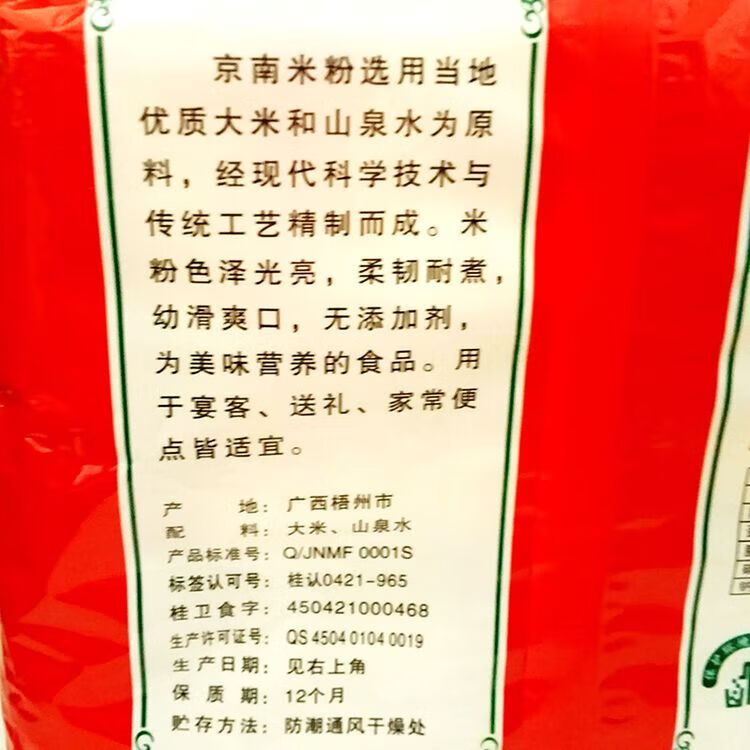 京南米粉选用当地
优质大米和山泉水为原
料，经现代科学技术与
传统工艺精制而成。米
粉色泽光亮，柔韧耐煮，
幼滑爽口，无添加剂，
为美味营养的食品。用
于宴客、送礼、家常便
点皆适宜。
产地：广西梧州市
配料：大米、山泉水
产品标准号：Q/JNMF 0001S
标签认可号：桂认0421-965
桂卫食字：450421000468
生产许可证号：QS 4504 0104 0019
生产日期：见右上角
保质期：12个月
贮存方法：防潮通风干燥处